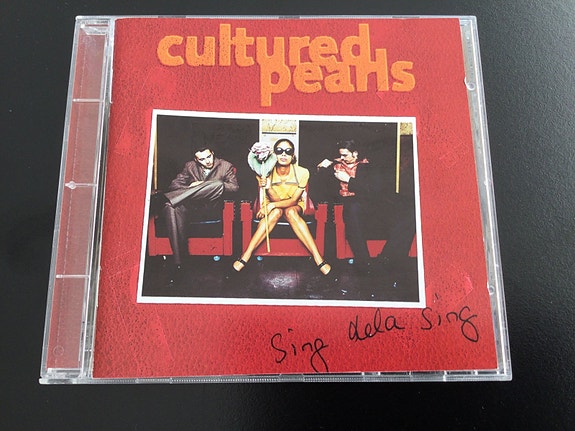 cultured
pearls
Sing dela Sing